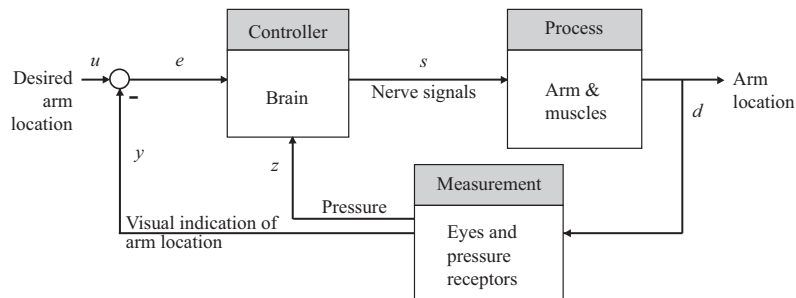 Controller
Process
u
e
s
Desired
arm
location
-
Brain
Nerve signals
Arm &
muscles
Arm
location
d
y
z
Measurement
Pressure
Visual indication of
arm location
Eyes and
pressure
receptors